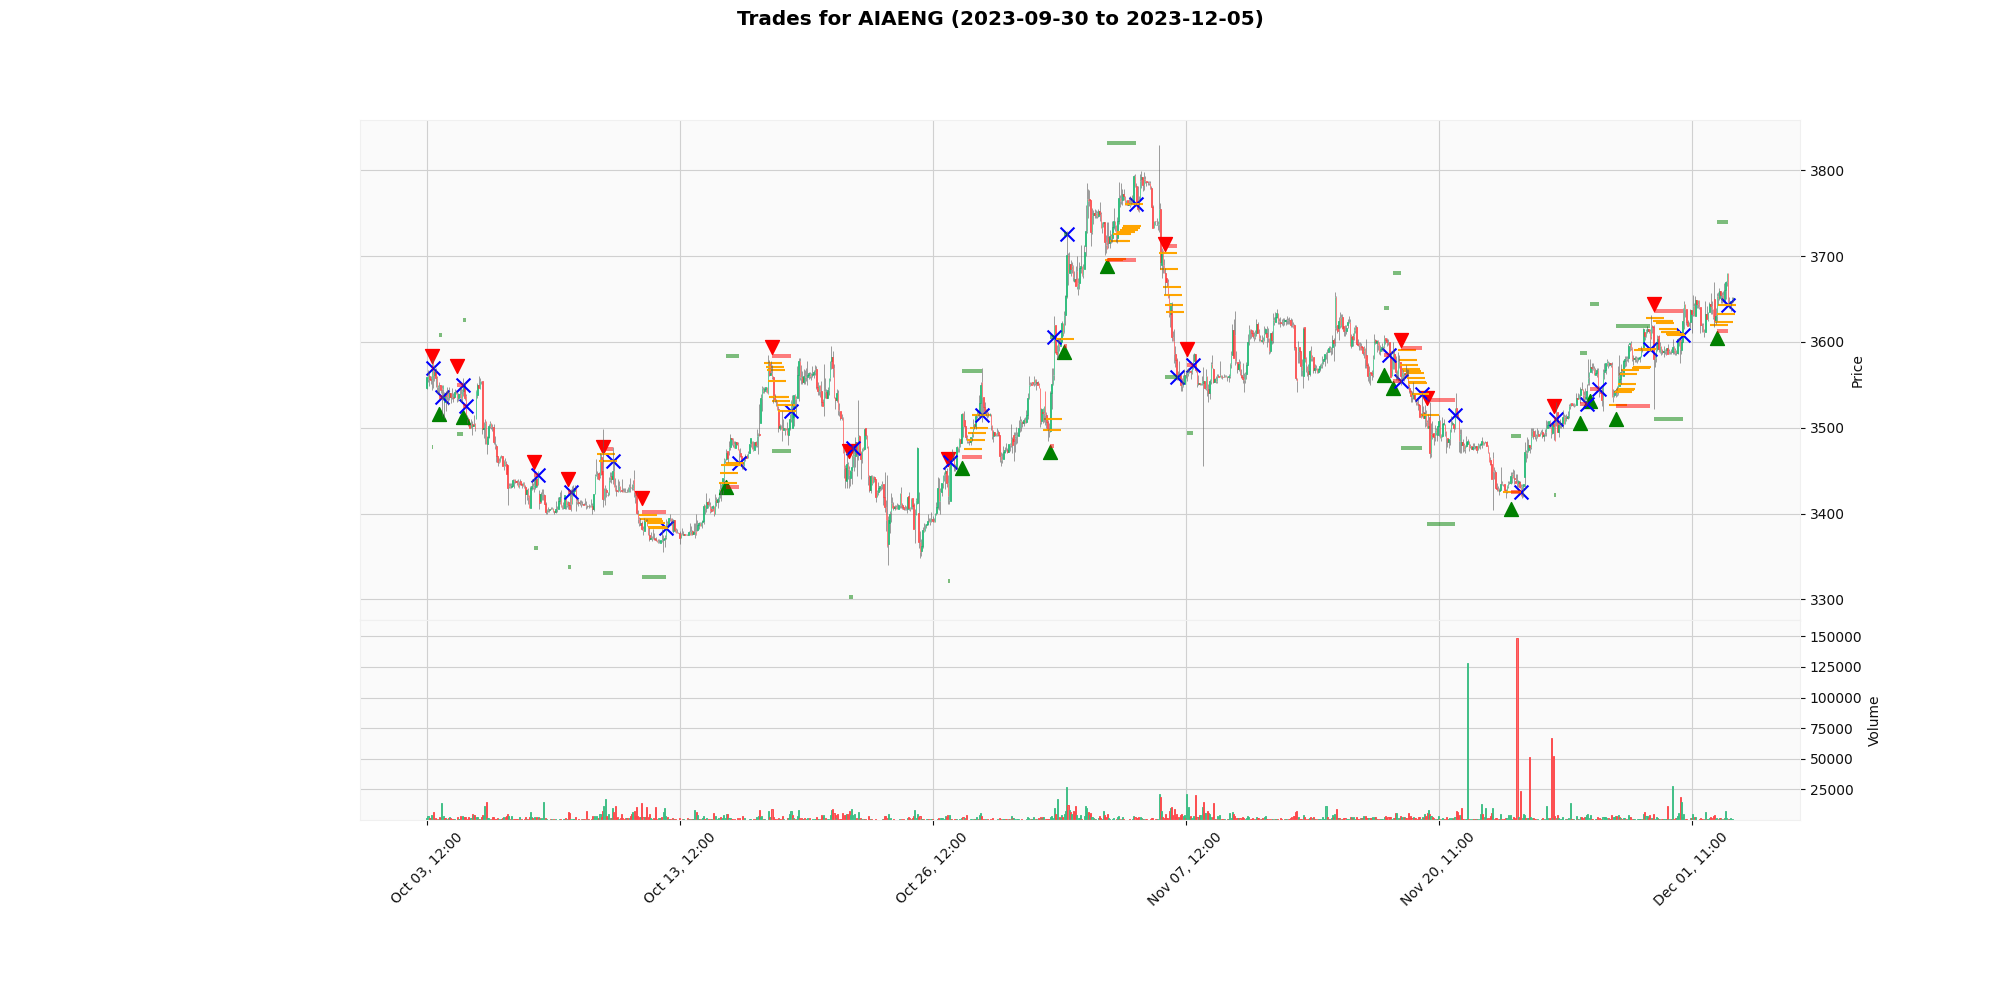 Trades for AIAENG (2023-09-30 to 2023-12-05)
3800
3700
3600
3500
3400
3300
Price
150000
125000
100000
75000
50000
25000
Volume
Oct 03, 12:00
Oct 13, 12:00
Oct 26, 12:00
Nov 07, 12:00
Nov 20, 11:00
Dec 01, 11:00